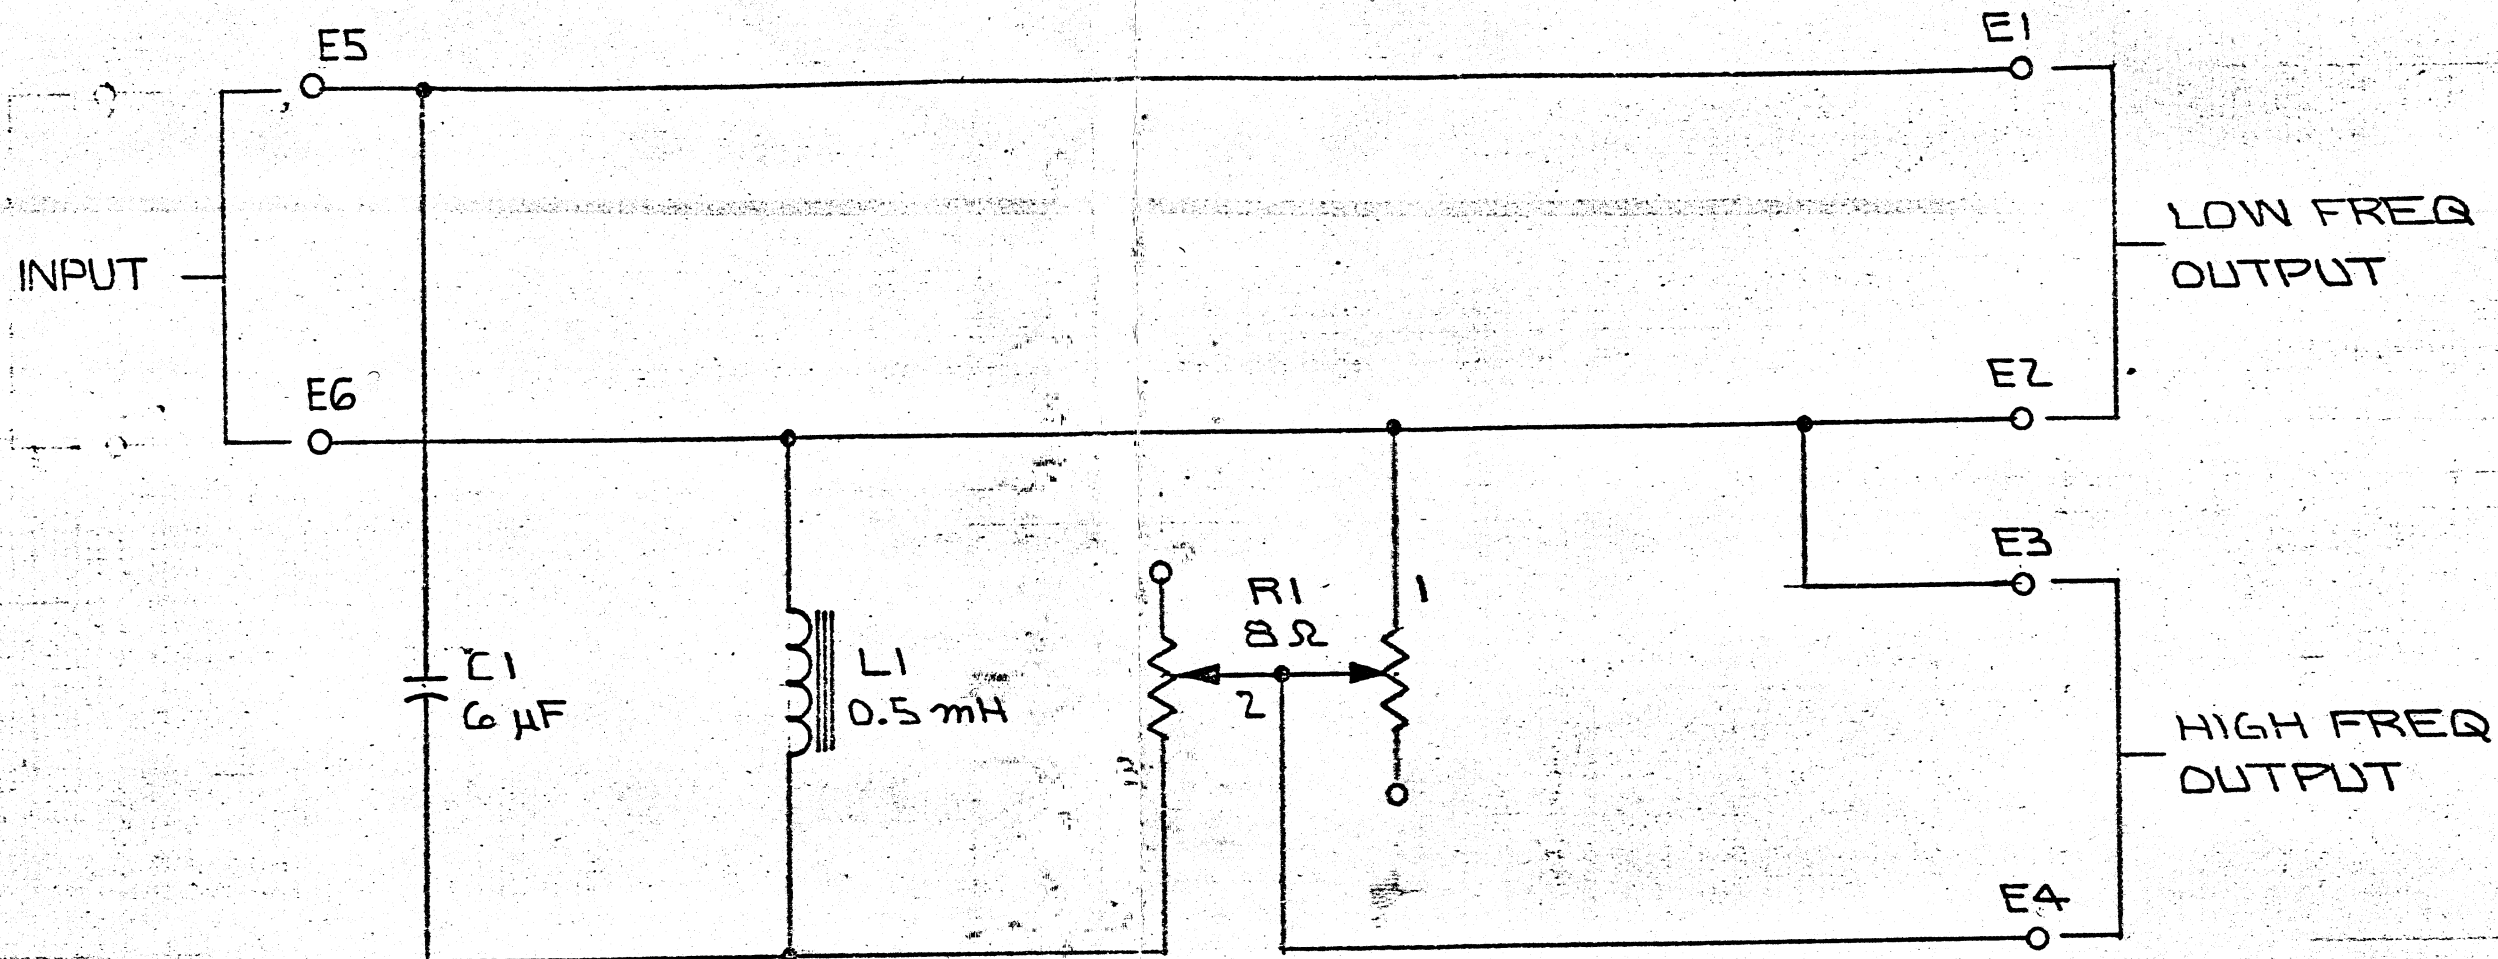 E5
E1
LOW FREQ
OUTPUT
INPUT
E6
E2
E3
R1
8 Ω
1
C1
6 µF
L1
0.5 mH
2
3
HIGH FREQ
OUTPUT
E4